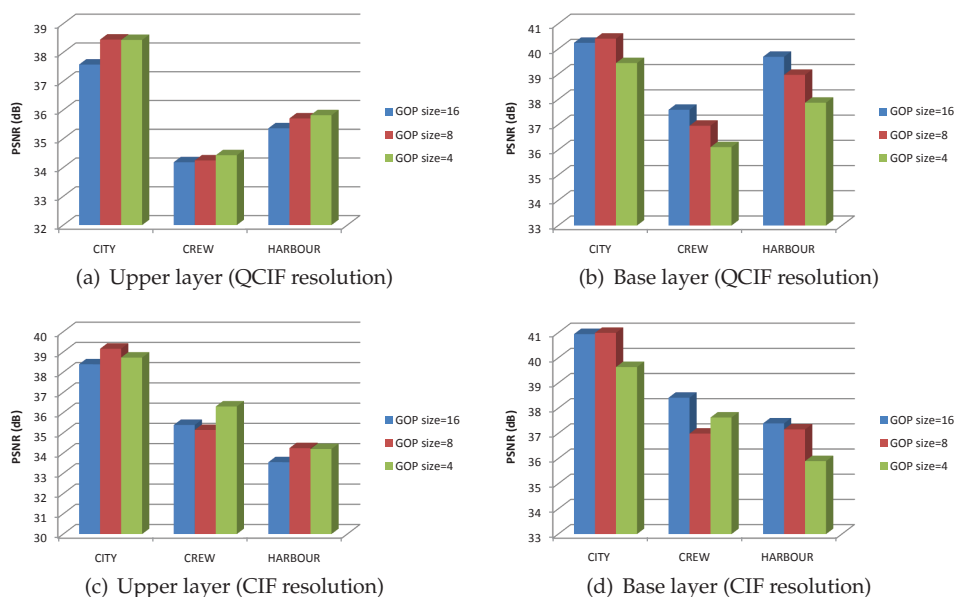 39
38
37
36
35
34
33
32
PSNR (dB)
CITY CREW HARBOUR
GOP size=16
GOP size=8
GOP size=4
(a) Upper layer (QCIF resolution)
41
40
39
38
37
36
35
34
33
PSNR (dB)
CITY CREW HARBOUR
GOP size=16
GOP size=8
GOP size=4
(b) Base layer (QCIF resolution)
40
39
38
37
36
35
34
33
32
31
30
PSNR (dB)
CITY CREW HARBOUR
GOP size=16
GOP size=8
GOP size=4
(c) Upper layer (CIF resolution)
41
40
39
38
37
36
35
34
33
PSNR (dB)
CITY CREW HARBOUR
GOP size=16
GOP size=8
GOP size=4
(d) Base layer (CIF resolution)